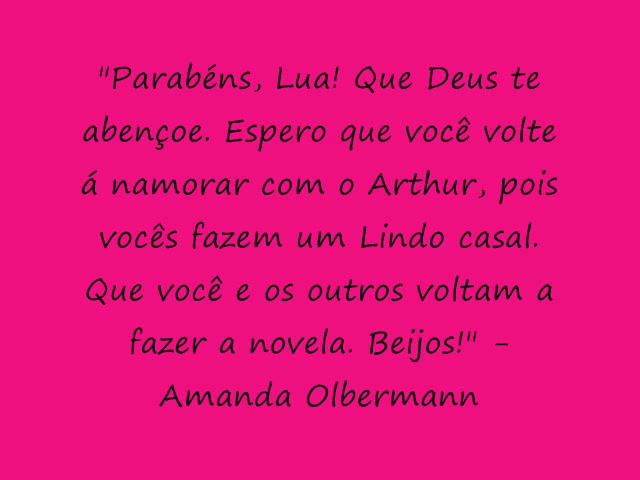 "Parabéns, Lua! Que Deus te
abençoe. Espero que você volte
á namorar com o Arthur, pois
vocês fazem um Lindo casal.
Que você e os outros voltam a
fazer a novela. Beijos!" -
Amanda Olbermann